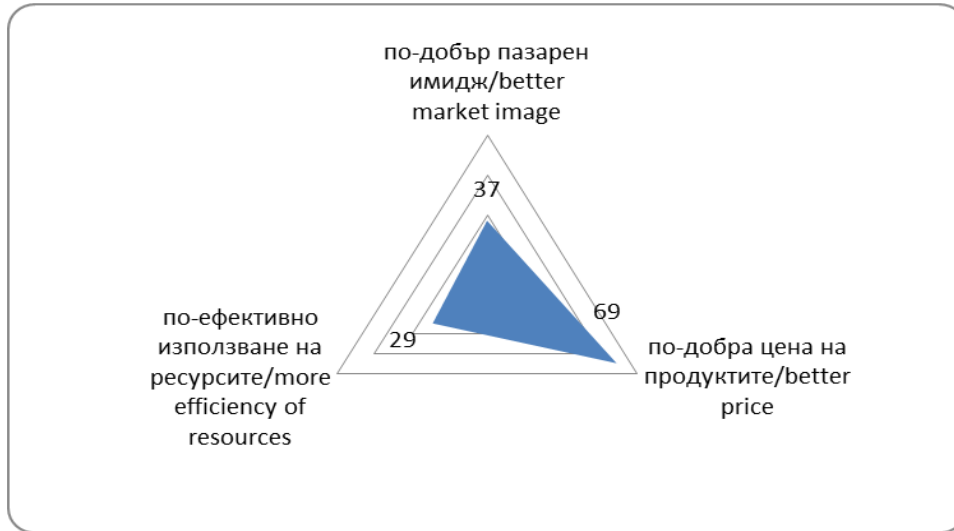 по-добър пазарен
имидж/better
market image
37
69
29
по-ефективно
използване на
ресурсите/more
efficiency of
resources
по-добра цена на
продуктите/better
price